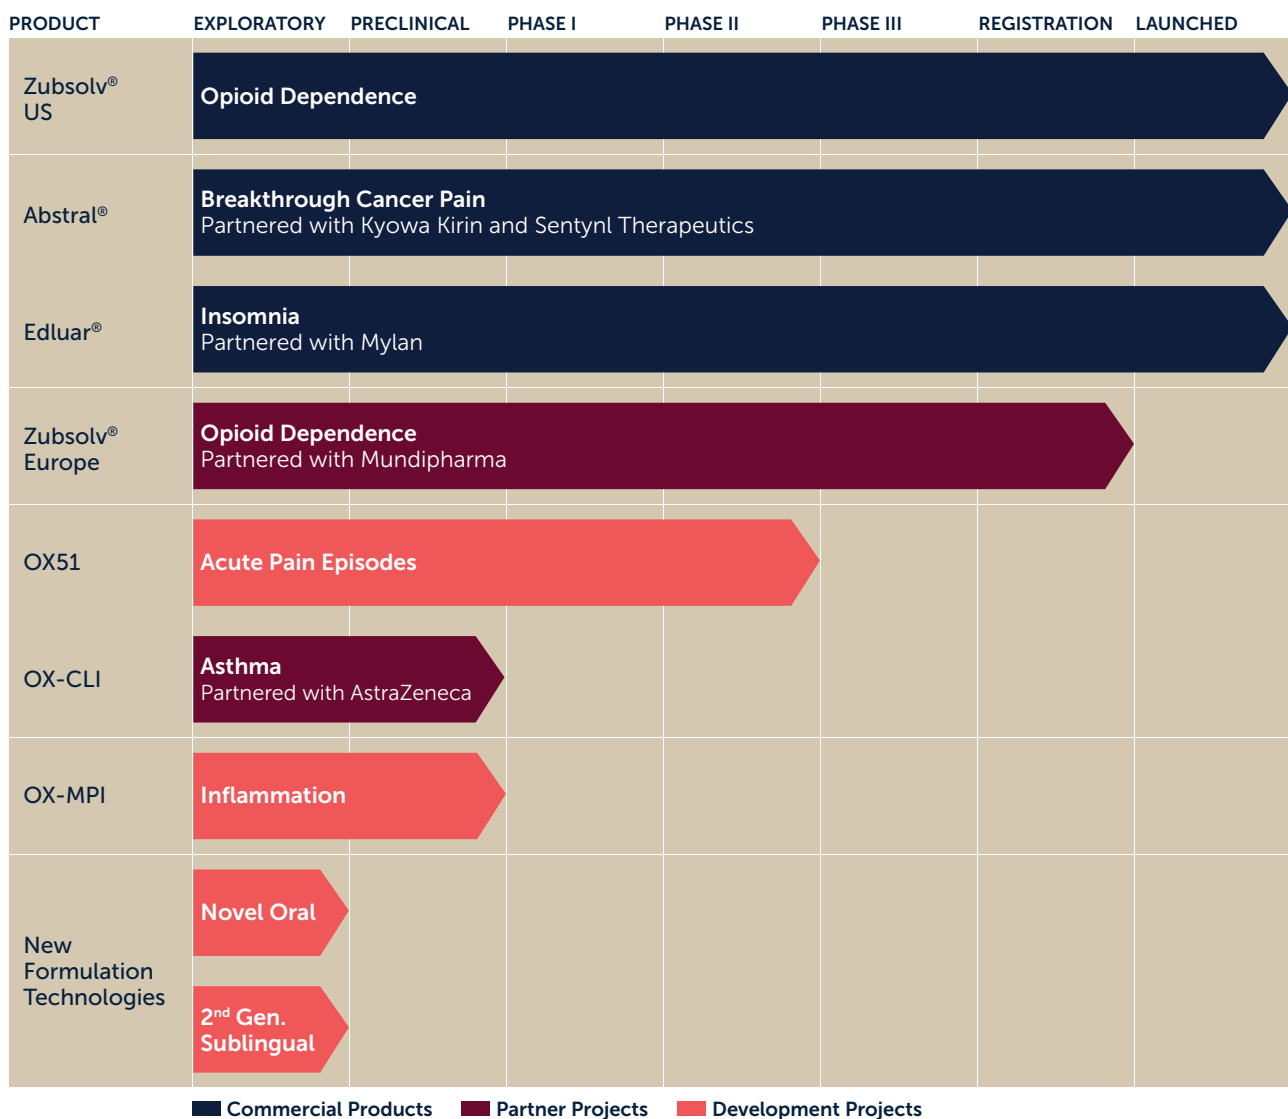 PRODUCT EXPLORATORY PRECLINICAL PHASE I PHASE II PHASE III REGISTRATION LAUNCHED
Zubsolv®
US
Opioid Dependence
Abstral®
Breakthrough Cancer Pain
Partnered with Kyowa Kirin and Sentynl Therapeutics
Edluar®
Insomnia
Partnered with Mylan
Zubsolv®
Europe
Opioid Dependence
Partnered with Mundipharma
OX51
Acute Pain Episodes
OX-CLI
Asthma
Partnered with AstraZeneca
OX-MPI
Inflammation
New
Formulation
Technologies
Novel Oral
2nd Gen.
Sublingual
Commercial Products Partner Projects Development Projects